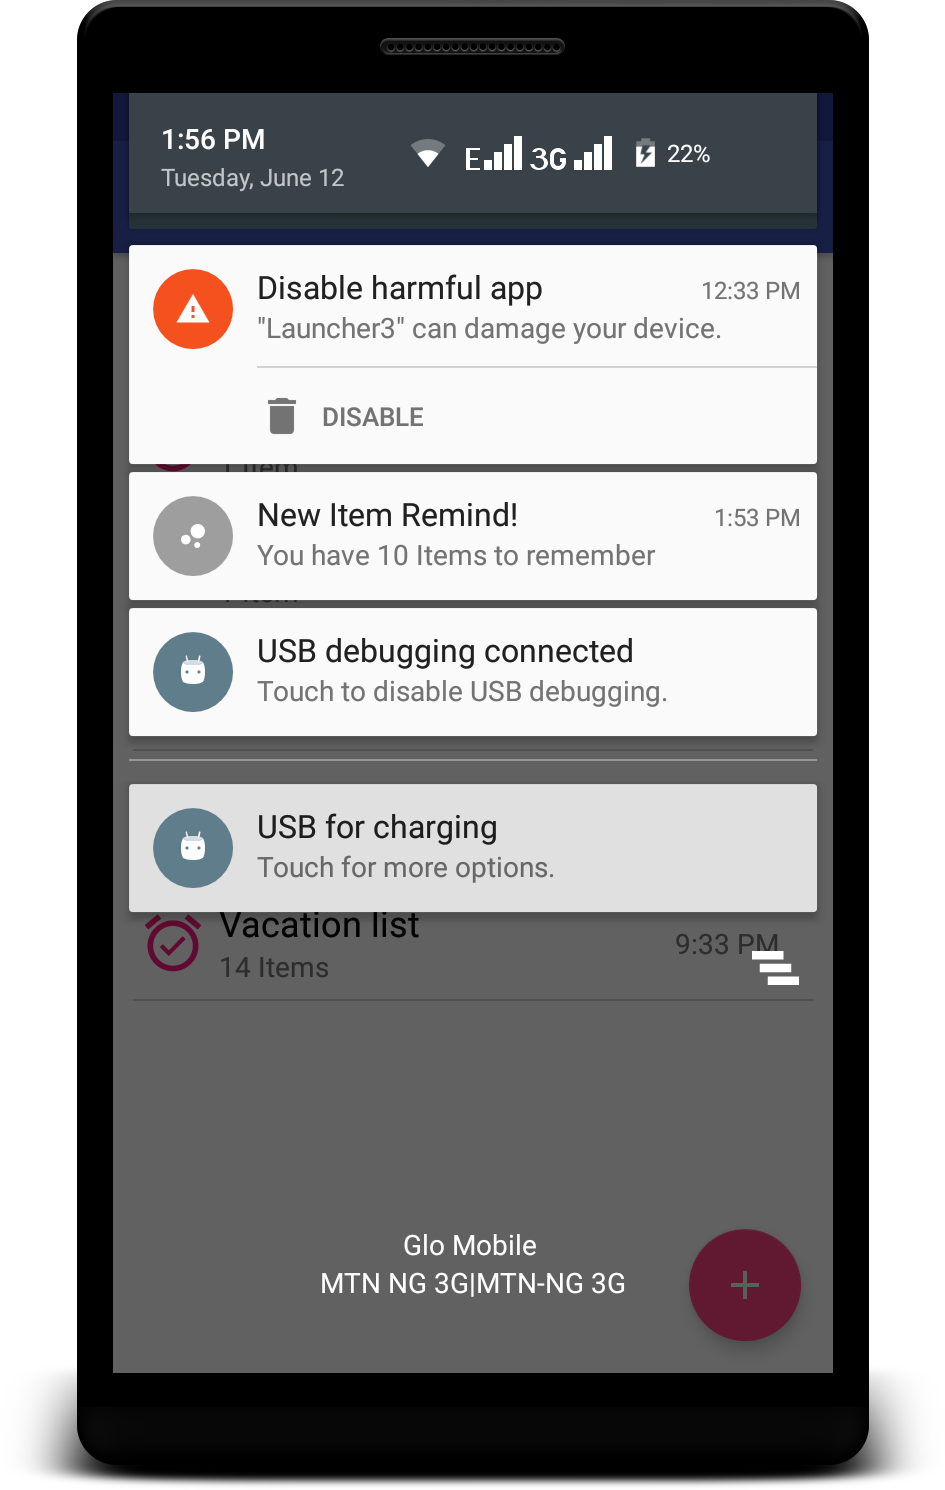 1:56 PM
E 3G 22%
Tuesday, June 12
Disable harmful app 12:33 PM
"Launcher3" can damage your device.
DISABLE
1 Item
New Item Remind! 1:53 PM
You have 10 Items to remember
USB debugging connected
Touch to disable USB debugging.
USB for charging
Touch for more options.
Vacation list
9:33 PM
14 Items
Glo Mobile
MTN NG 3G|MTN-NG 3G